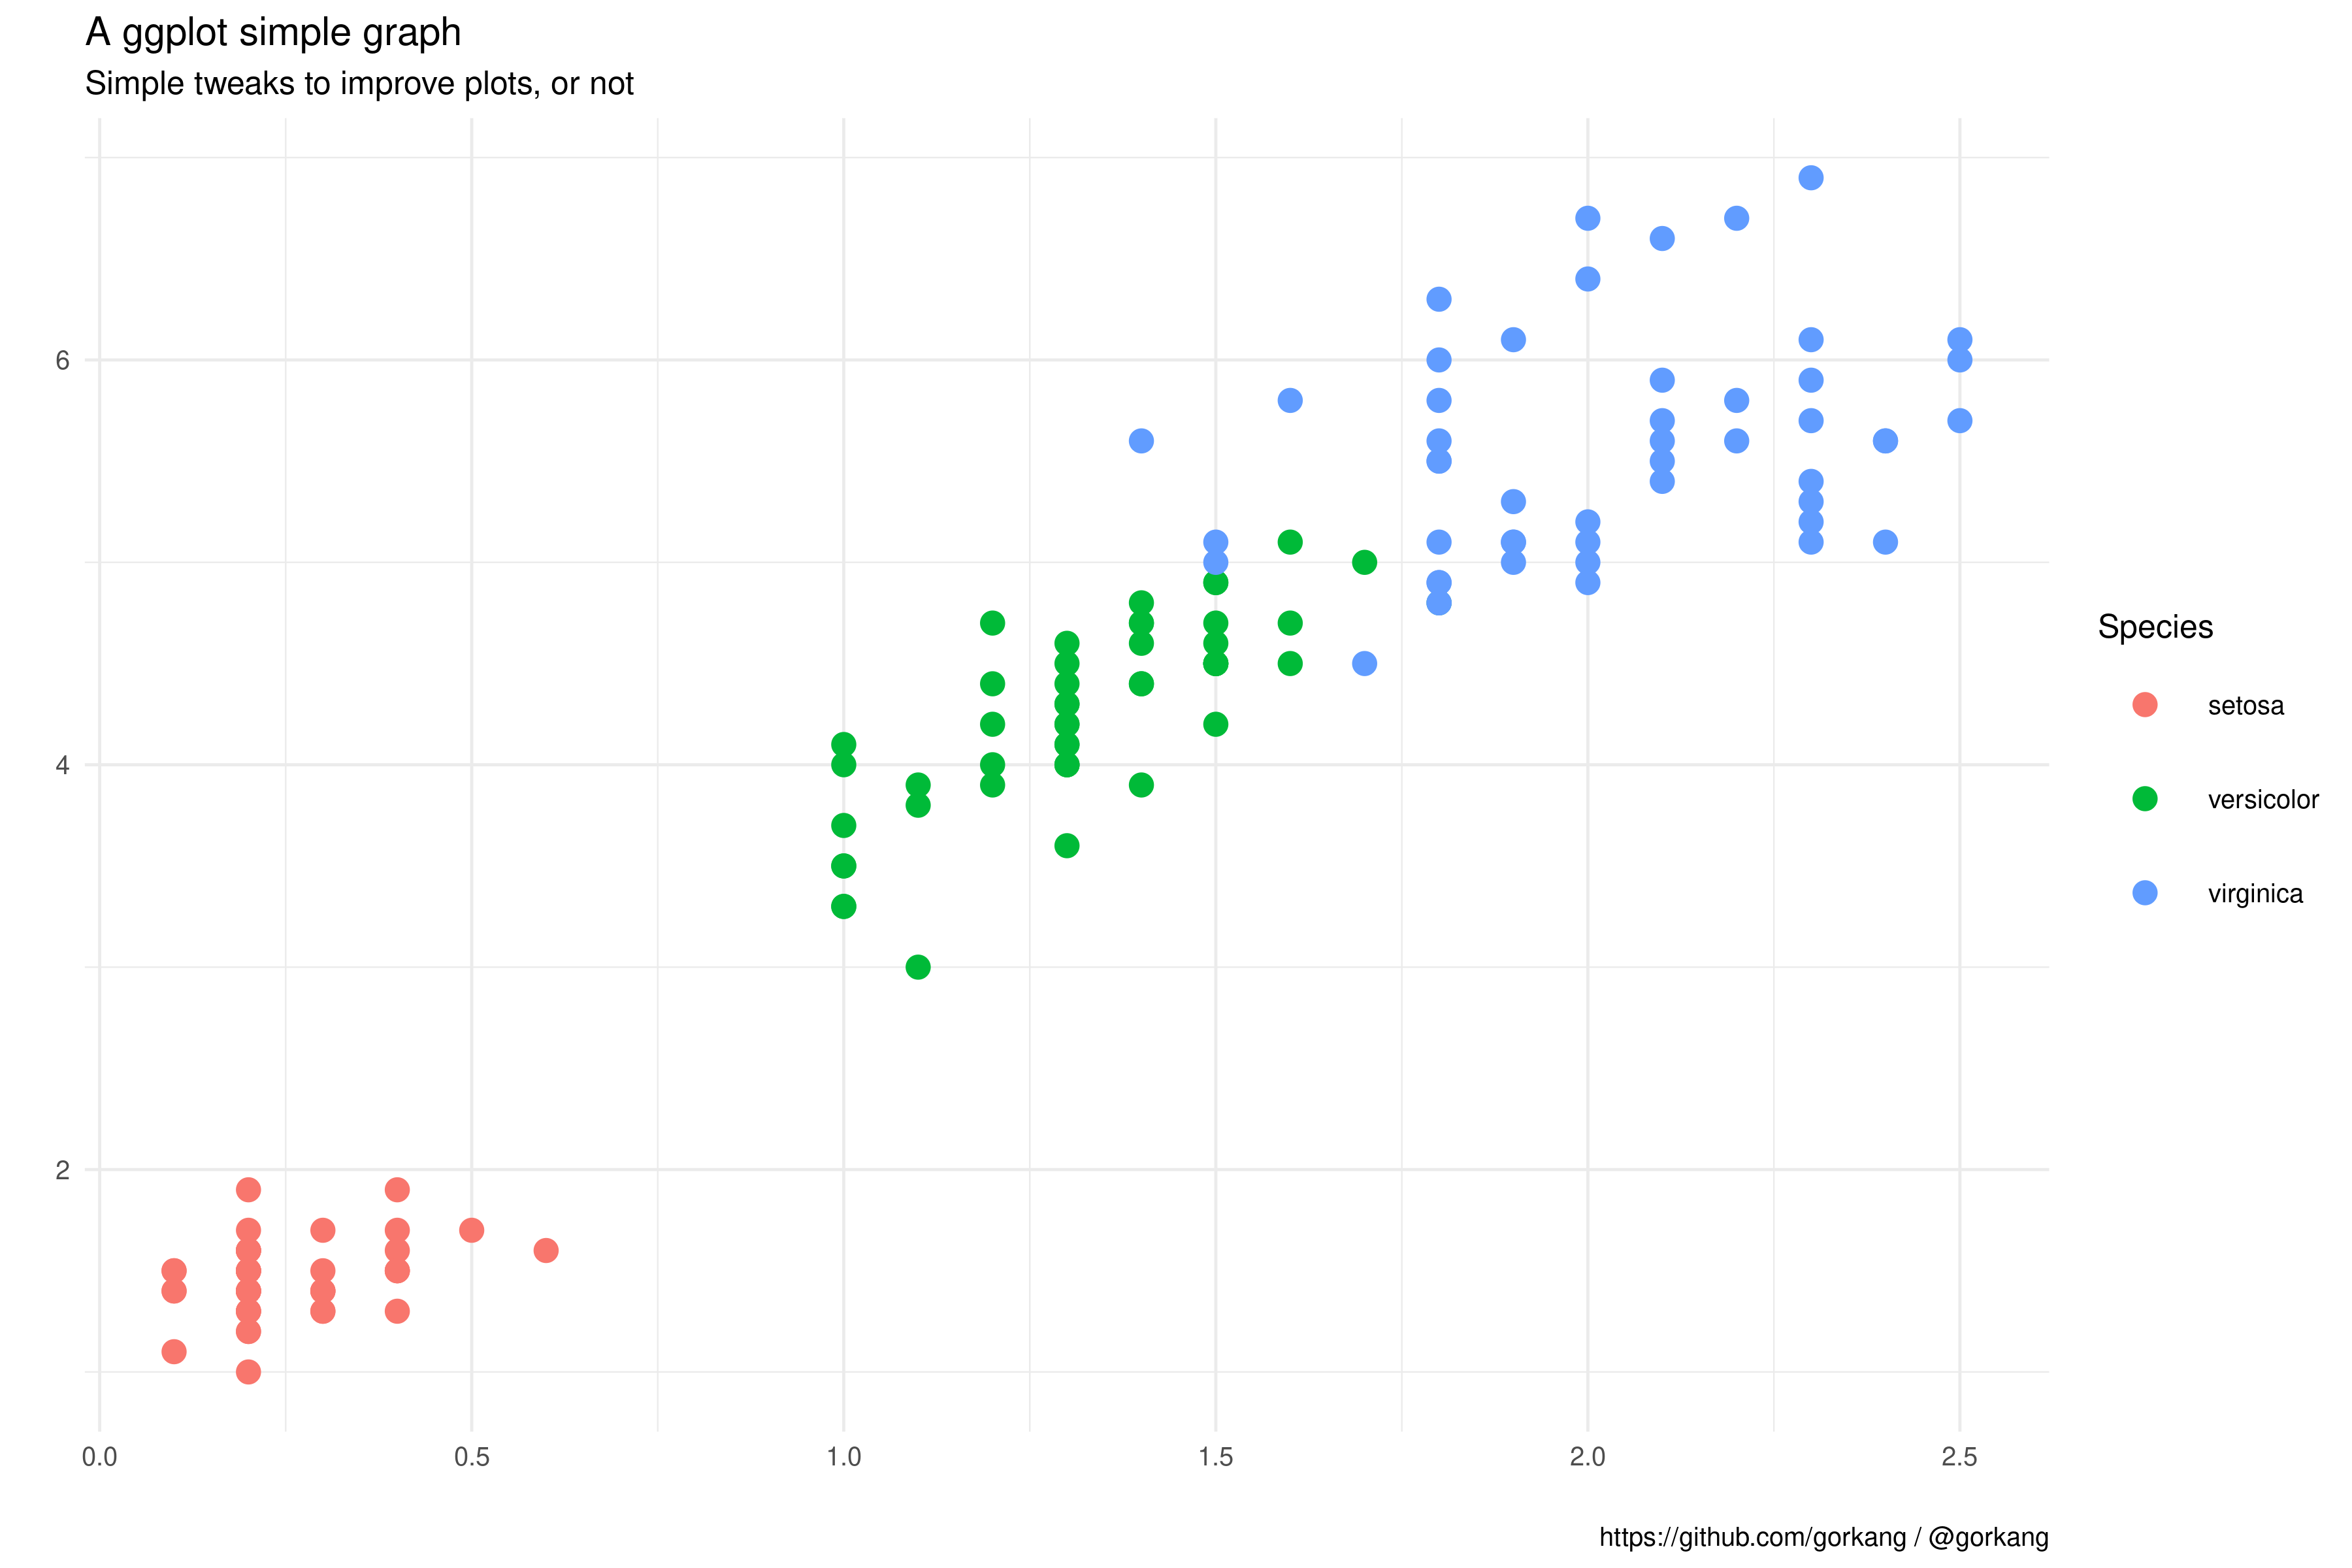 A ggplot simple graph
Simple tweaks to improve plots, or not
6
4
2
0.0 0.5 1.0 1.5 2.0 2.5
Species
setosa
versicolor
virginica
https://github.com/gorkang / @gorkang